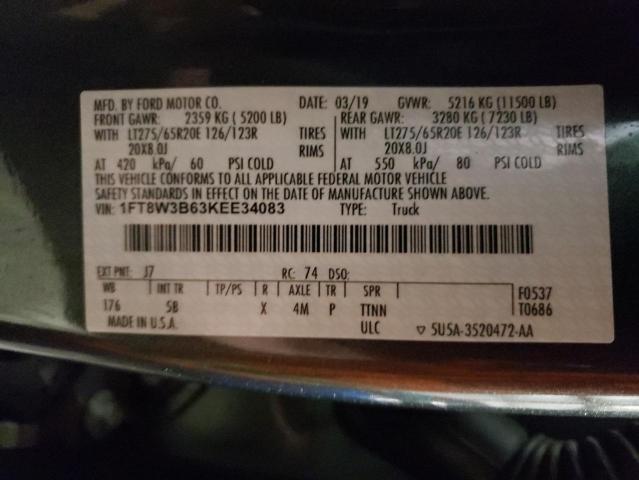 MFD. BY FORD MOTOR CO. DATE: 03/19 GVWR: 5216 KG (11500 LB)
FRONT GAWR: 2359 KG ( 5200 LB) REAR GAWR: 3280 KG ( 7230 LB)
WITH LT275/65R20E 126/123R TIRES WITH LT275/65R20E 126/123R TIRES
20X8.0J RIMS 20X8.0J RIMS
AT 420 kPa/ 60 PSI COLD AT 550 kPa/ 80 PSI COLD
THIS VEHICLE CONFORMS TO ALL APPLICABLE FEDERAL MOTOR VEHICLE
SAFETY STANDARDS IN EFFECT ON THE DATE OF MANUFACTURE SHOWN ABOVE.
VIN: 1FT8W3B63KEE34083 TYPE: Truck
EXT PNT: J7 RC: 74 DSO:
WB INT TR TP/PS R AXLE TR SPR F0537
176 SB X 4M P TTNN T0686
MADE IN U.S.A. ULC ▽ 5U5A-3520472-AA